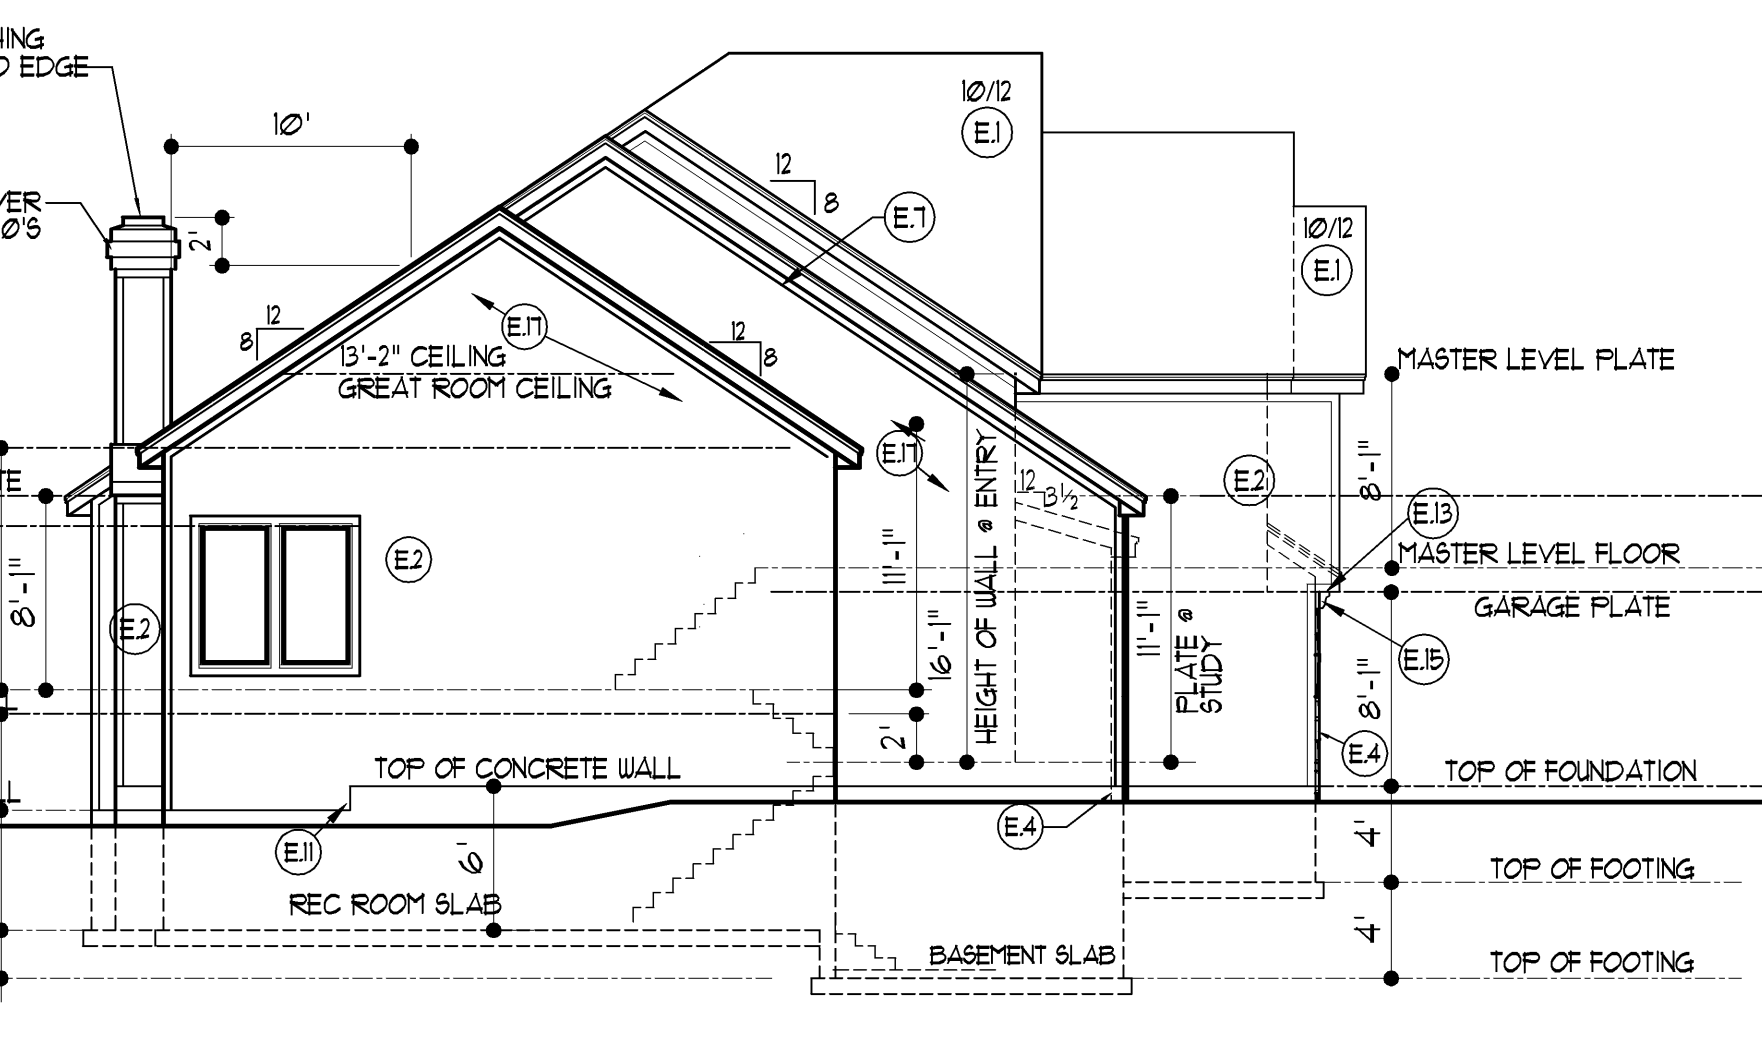 HING
D EDGE
10'
10/12
E.1
12
8
VER
0'S
2'
E.7
10/12
E.1
12
8
E.17
12
8
13'-2" CEILING
GREAT ROOM CEILING
MASTER LEVEL PLATE
E.17
HEIGHT OF WALL @ ENTRY
16'-1"
11'-1"
2'
12
3 1/2
E.2
8'-1"
E.13
TE
8'-1"
E.2
E.2
MASTER LEVEL FLOOR
GARAGE PLATE
11'-1"
PLATE @
STUDY
E.15
8'-1"
E.4
TOP OF CONCRETE WALL
TOP OF FOUNDATION
E.11
6'
E.4
4'
TOP OF FOOTING
REC ROOM SLAB
4'
BASEMENT SLAB
TOP OF FOOTING